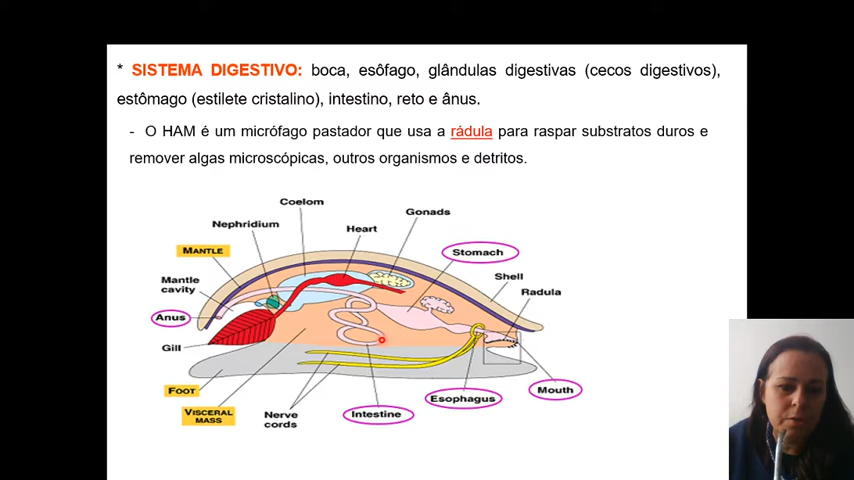 * SISTEMA DIGESTIVO: boca, esôfago, glândulas digestivas (cecos digestivos),
estômago (estilete cristalino), intestino, reto e ânus.
- O HAM é um micrófago pastador que usa a rádula para raspar substratos duros e
remover algas microscópicas, outros organismos e detritos.
Coelom
Nephridium
Heart
Gonads
MANTLE
Stomach
Mantle
cavity
Shell
Radula
Anus
Gill
FOOT
VISCERAL
MASS
Nerve
cords
Intestine
Esophagus
Mouth